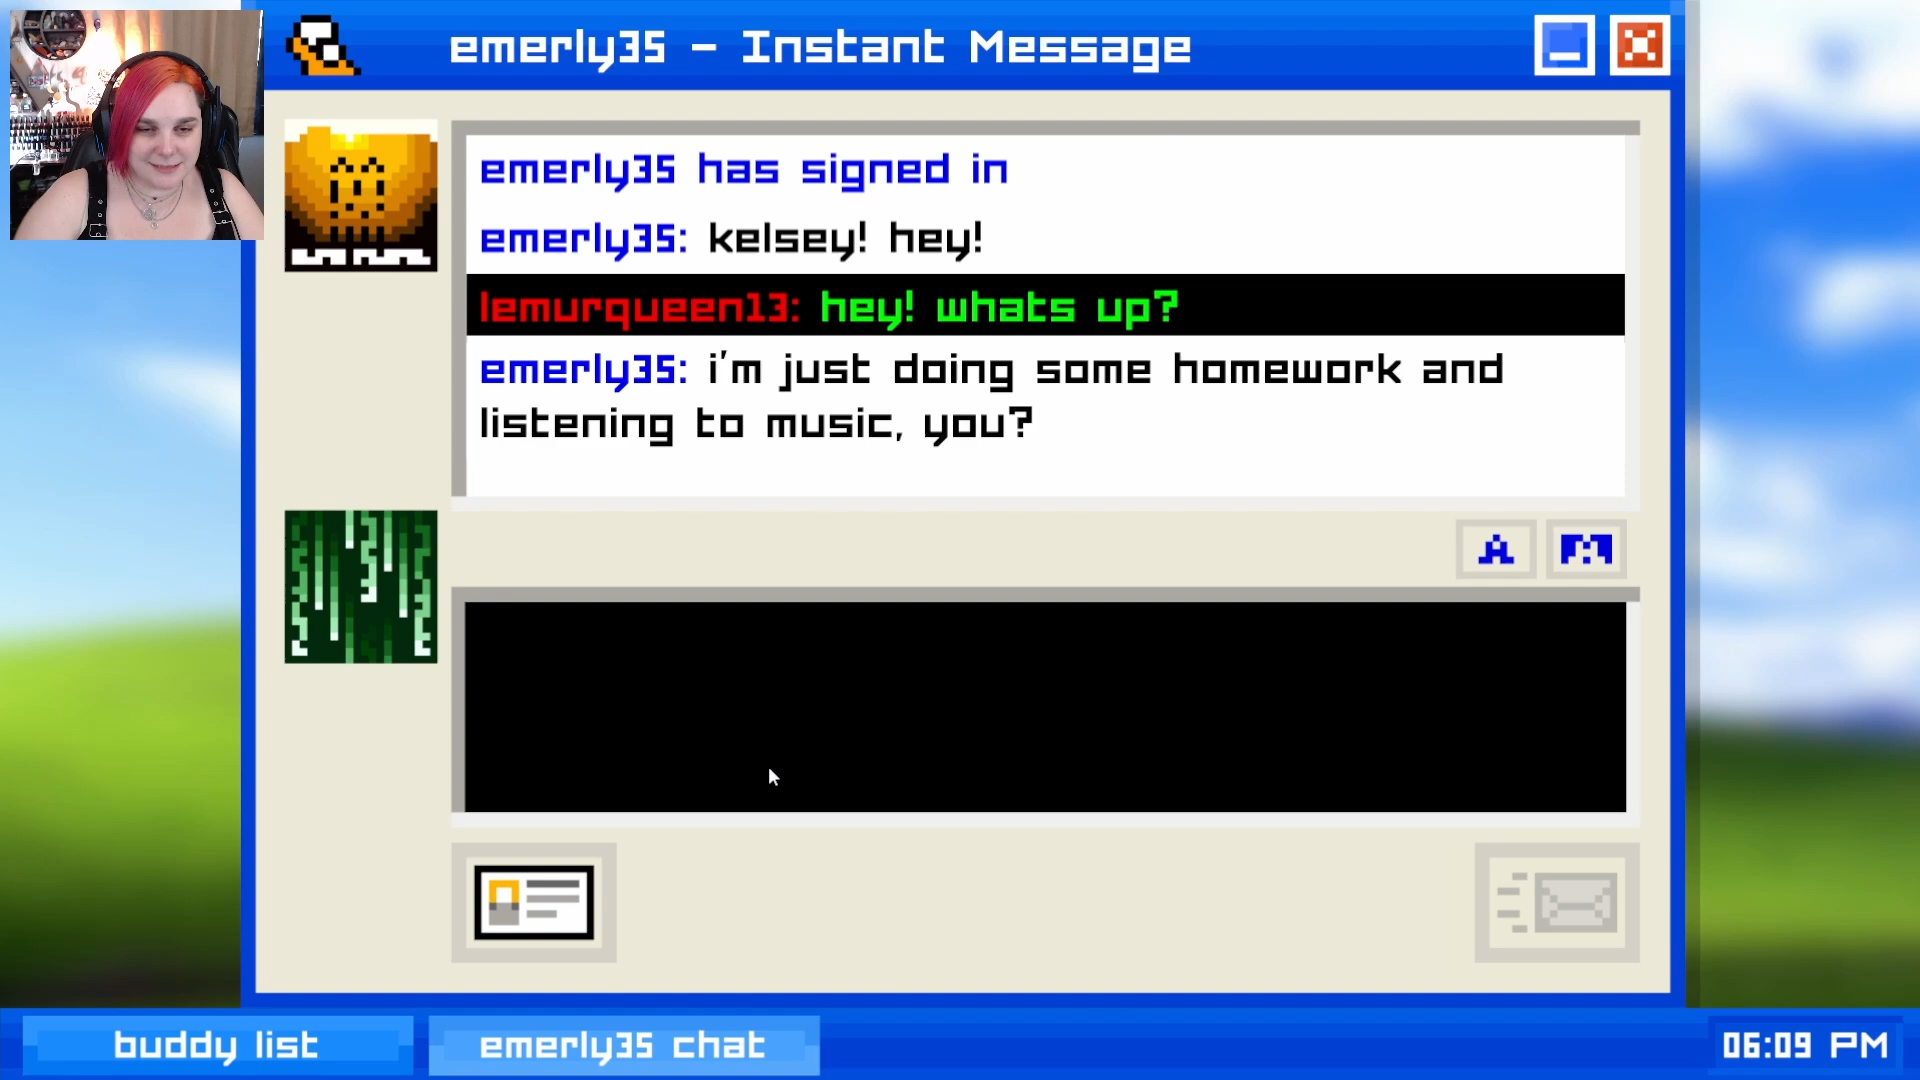 emerly35 - Instant Message
emerly35 has signed in
emerly35: kelsey! hey!
lemurqueen13: hey! whats up?
emerly35: i'm just doing some homework and
listening to music, you?
A
buddy list
emerly35 chat
06:09 PM